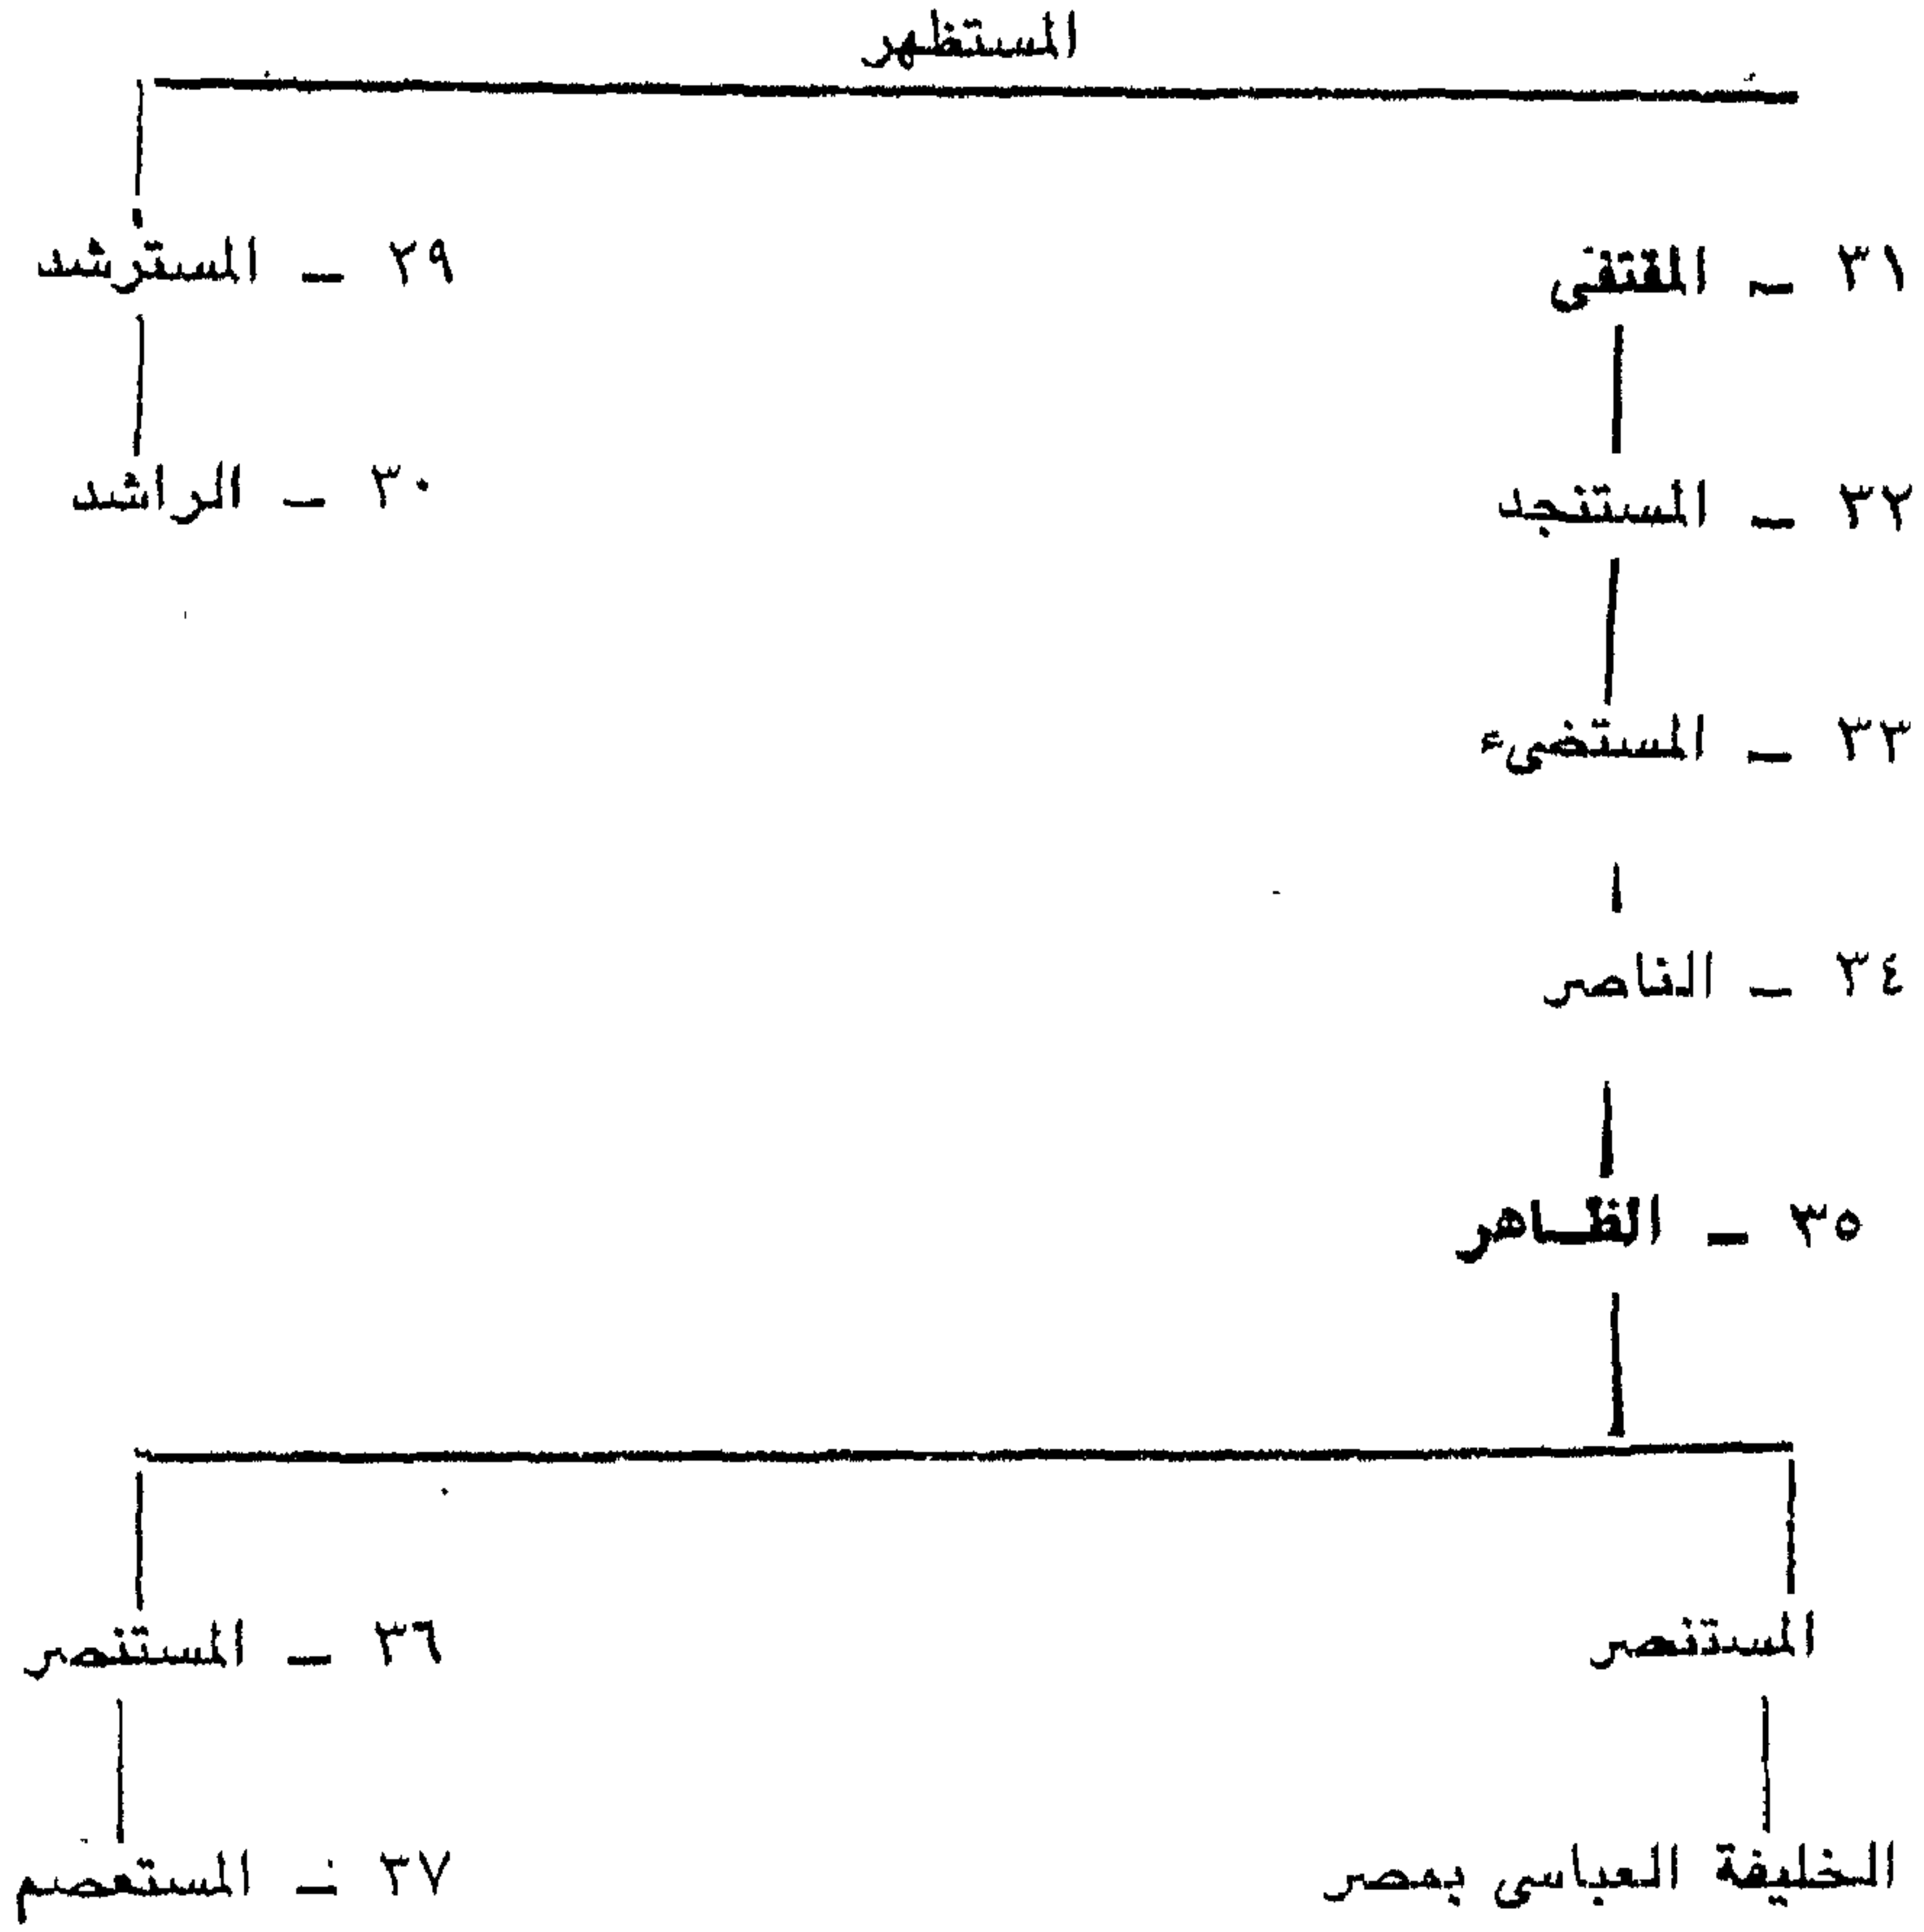 المستظهر
٣١ ـ المقتفى
٢٩ ـ المسترشد
٣٢ ـ المستنجد
٣٠ ـ الراشد
٣٣ ـ المستضىء
٣٤ ـ الناصر
٣٥ ـ الظاهر
المستنصر
٣٦ ـ المستنصر
الخليفة العباسى بمصر
٣٧ ـ المستعصم